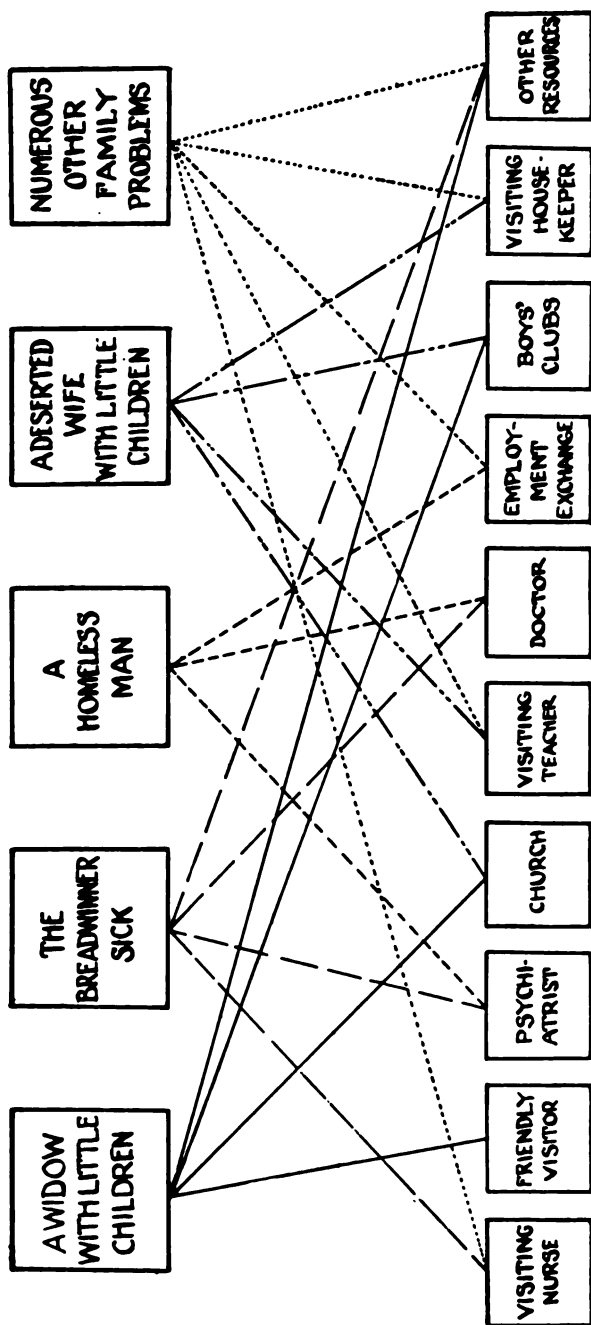 A WIDOW
WITH LITTLE
CHILDREN
THE
BREADWINNER
SICK
A
HOMELESS
MAN
A DESERTED
WIFE
WITH LITTLE
CHILDREN
NUMEROUS
OTHER
FAMILY
PROBLEMS
VISITING
NURSE
FRIENDLY
VISITOR
PSYCHI-
ATRIST
CHURCH
VISITING
TEACHER
DOCTOR
EMPLOY-
MENT
EXCHANGE
BOYS'
CLUBS
VISITING
HOUSE-
KEEPER
OTHER
RESOURCES